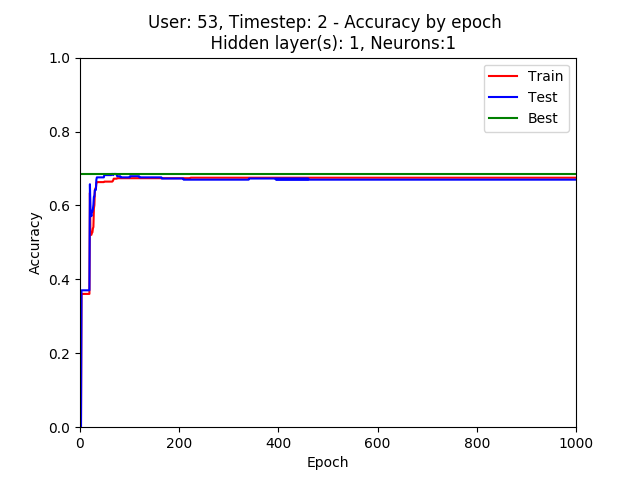 User: 53, Timestep: 2 - Accuracy by epoch
Hidden layer(s): 1, Neurons:1
1.0
0.8
0.6
0.4
0.2
0.0
Accuracy
Train
Test
Best
0 200 400 600 800 1000
Epoch